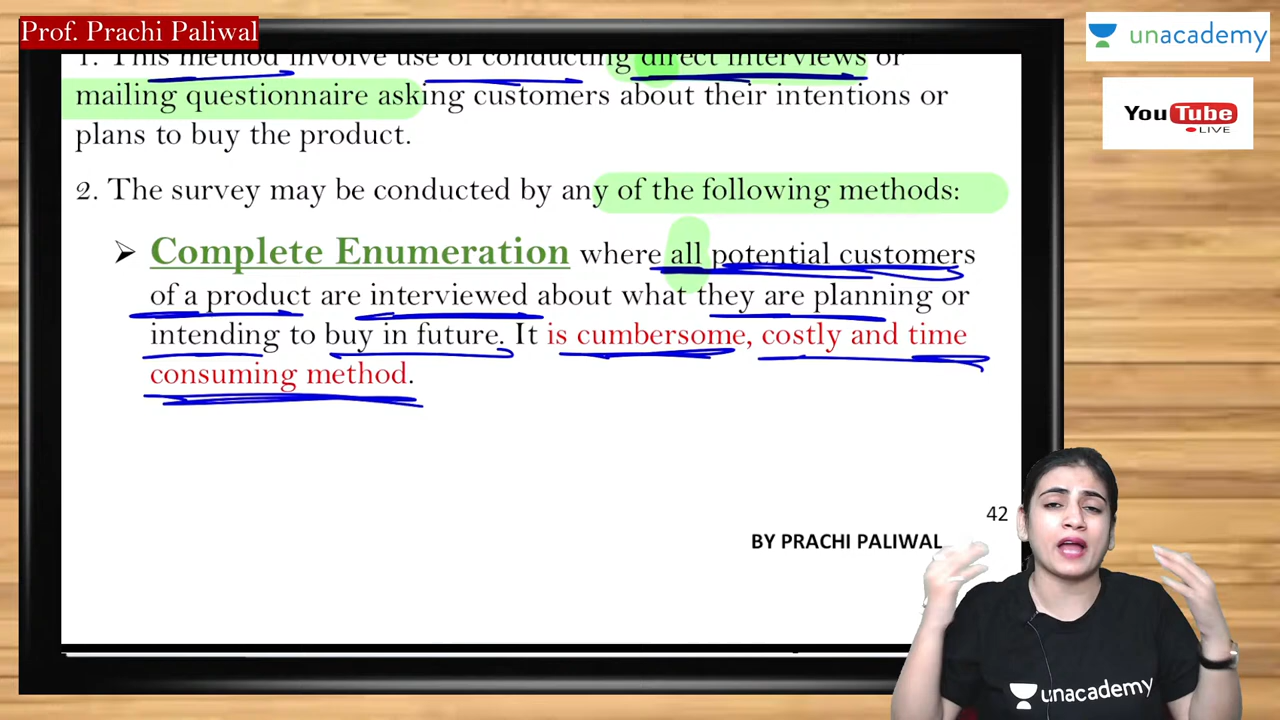 Prof. Prachi Paliwal
unacademy
YouTube
LIVE
1. This method involve use of conducting direct interviews or
mailing questionnaire asking customers about their intentions or
plans to buy the product.
2. The survey may be conducted by any of the following methods:
➢ Complete Enumeration where all potential customers
of a product are interviewed about what they are planning or
intending to buy in future. It is cumbersome, costly and time
consuming method.
42
BY PRACHI PALIWAL
unacademy